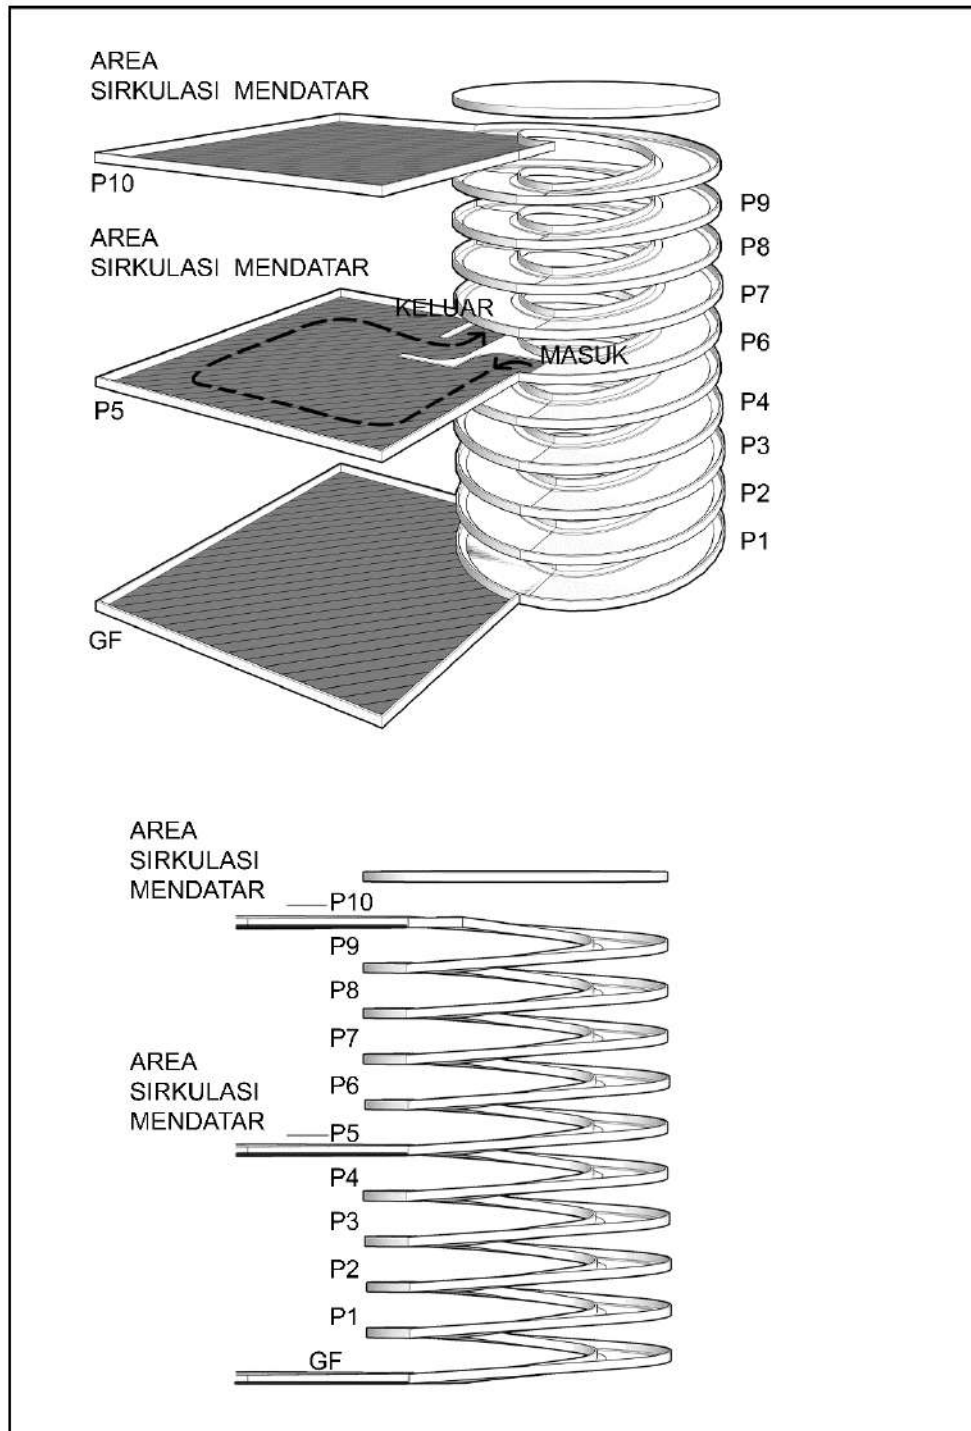 AREA
SIRKULASI MENDATAR
P10
AREA
SIRKULASI MENDATAR
KELUAR
MASUK
P5
GF
P9
P8
P7
P6
P4
P3
P2
P1
AREA
SIRKULASI
MENDATAR
P10
P9
P8
P7
P6
AREA
SIRKULASI
MENDATAR
P5
P4
P3
P2
P1
GF